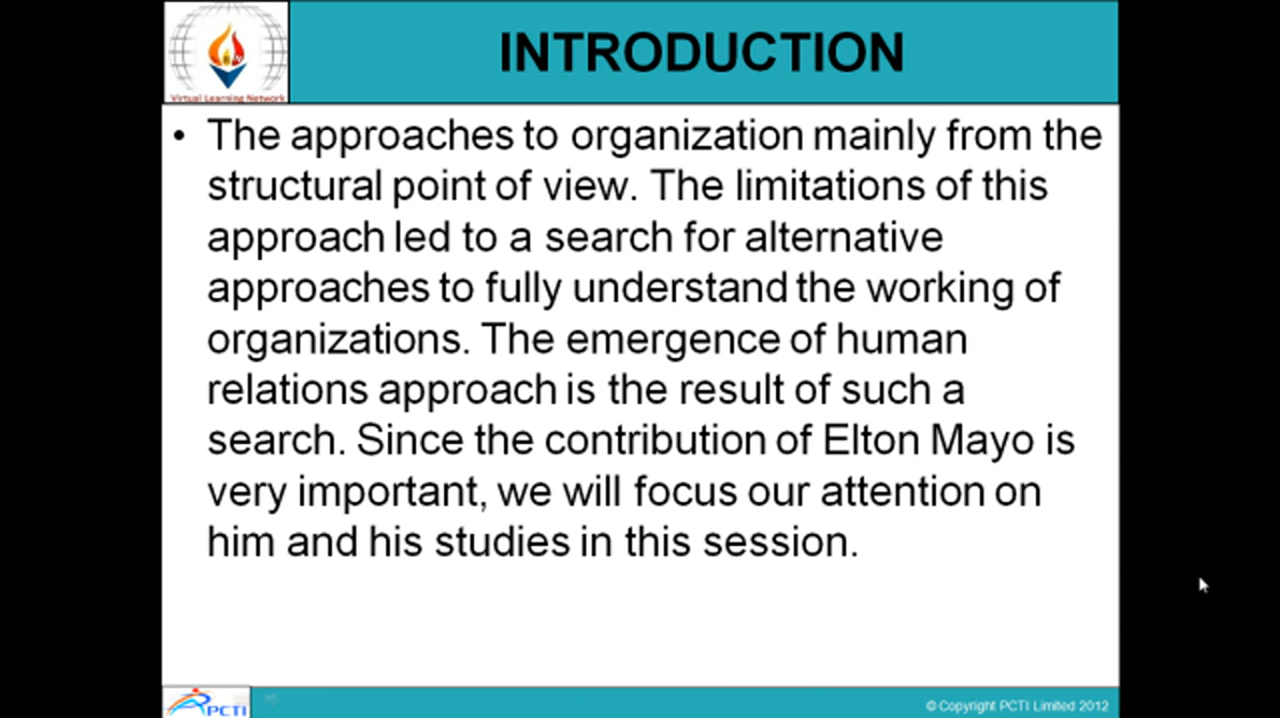 INTRODUCTION
Virtual Learning Network
• The approaches to organization mainly from the
structural point of view. The limitations of this
approach led to a search for alternative
approaches to fully understand the working of
organizations. The emergence of human
relations approach is the result of such a
search. Since the contribution of Elton Mayo is
very important, we will focus our attention on
him and his studies in this session.
PCTI
© Copyright PCTI Limited 2012